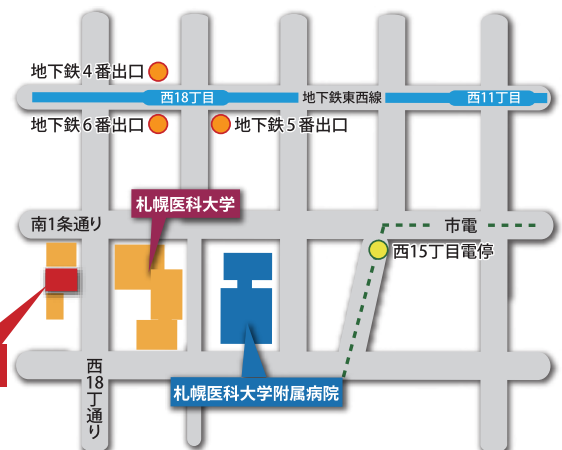 地下鉄4番出口
西18丁目
地下鉄東西線
西11丁目
地下鉄6番出口
地下鉄5番出口
札幌医科大学
南1条通り
市電
西15丁目電停
西18丁通り
札幌医科大学附属病院